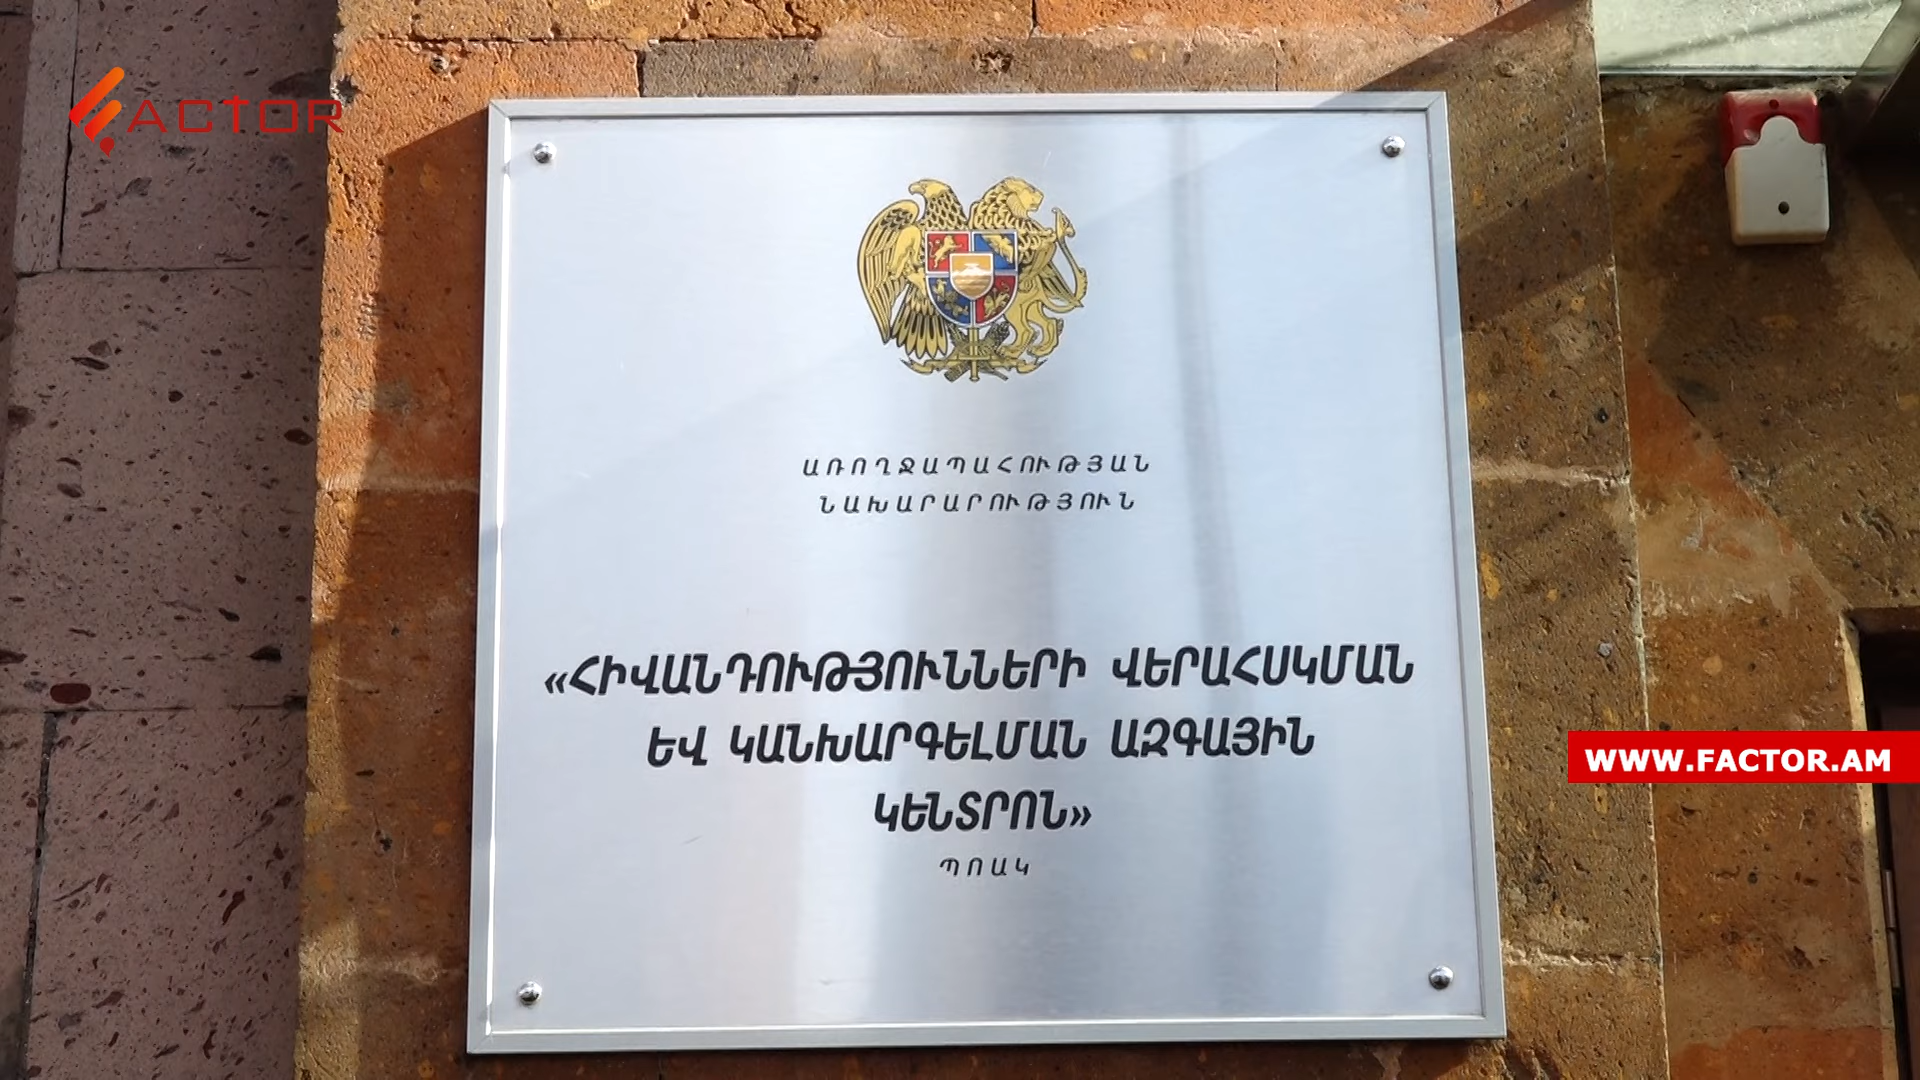 FACTOR
ԱՌՈՂՋԱՊԱՀՈՒԹՅԱՆ
ՆԱԽԱՐԱՐՈՒԹՅՈՒՆ
«ՀԻՎԱՆԴՈՒԹՅՈՒՆՆԵՐԻ ՎԵՐԱՀՍԿՄԱՆ
ԵՎ ԿԱՆԽԱՐԳԵԼՄԱՆ ԱԶԳԱՅԻՆ
ԿԵՆՏՐՈՆ»
ՊՈԱԿ
WWW.FACTOR.AM